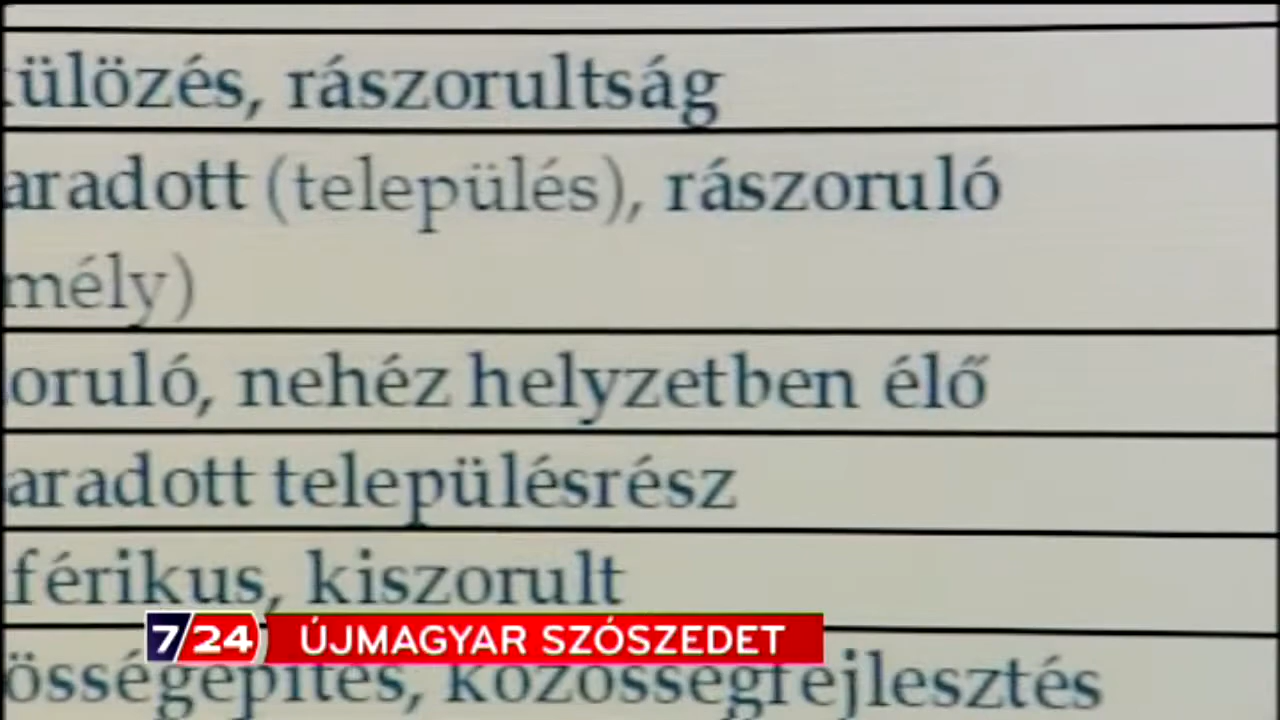 ülözés, rászorultság
aradott (település), rászoruló
mély)
oruló, nehéz helyzetben élő
aradott településrész
férikus, kiszorult
7/24 ÚJMAGYAR SZÓSZEDET
össégépítés, közösségfejlesztés